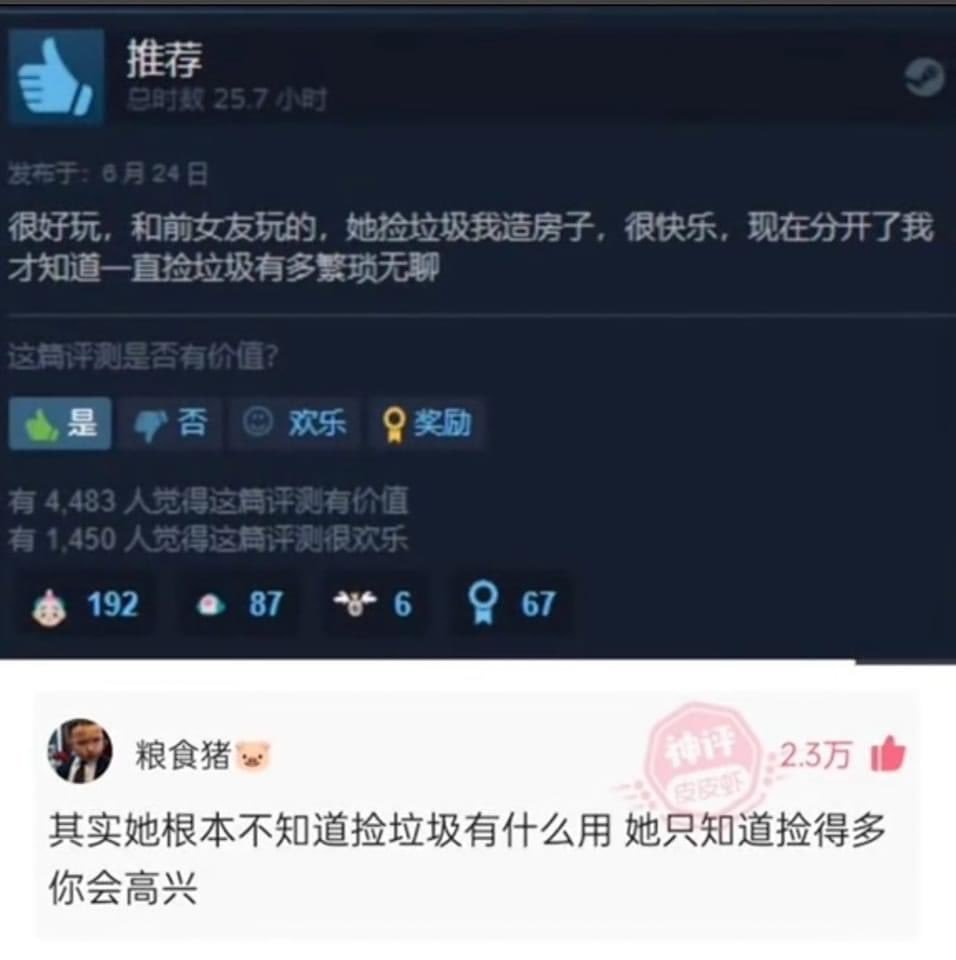 推荐
总时数 25.7 小时
发布于：6 月 24 日
很好玩，和前女友玩的，她捡垃圾我造房子，很快乐，现在分开了我
才知道一直捡垃圾有多繁琐无聊
这篇评测是否有价值？
是 否 欢乐 奖励
有 4,483 人觉得这篇评测有价值
有 1,450 人觉得这篇评测很欢乐
192 87 6 67
粮食猪🐷 神评 皮皮虾 2.3万
其实她根本不知道捡垃圾有什么用 她只知道捡得多
你会高兴